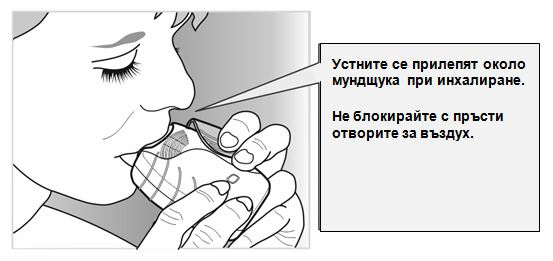 Устните се прилепят около
мундщука при инхалиране.
Не блокирайте с пръсти
отворите за въздух.